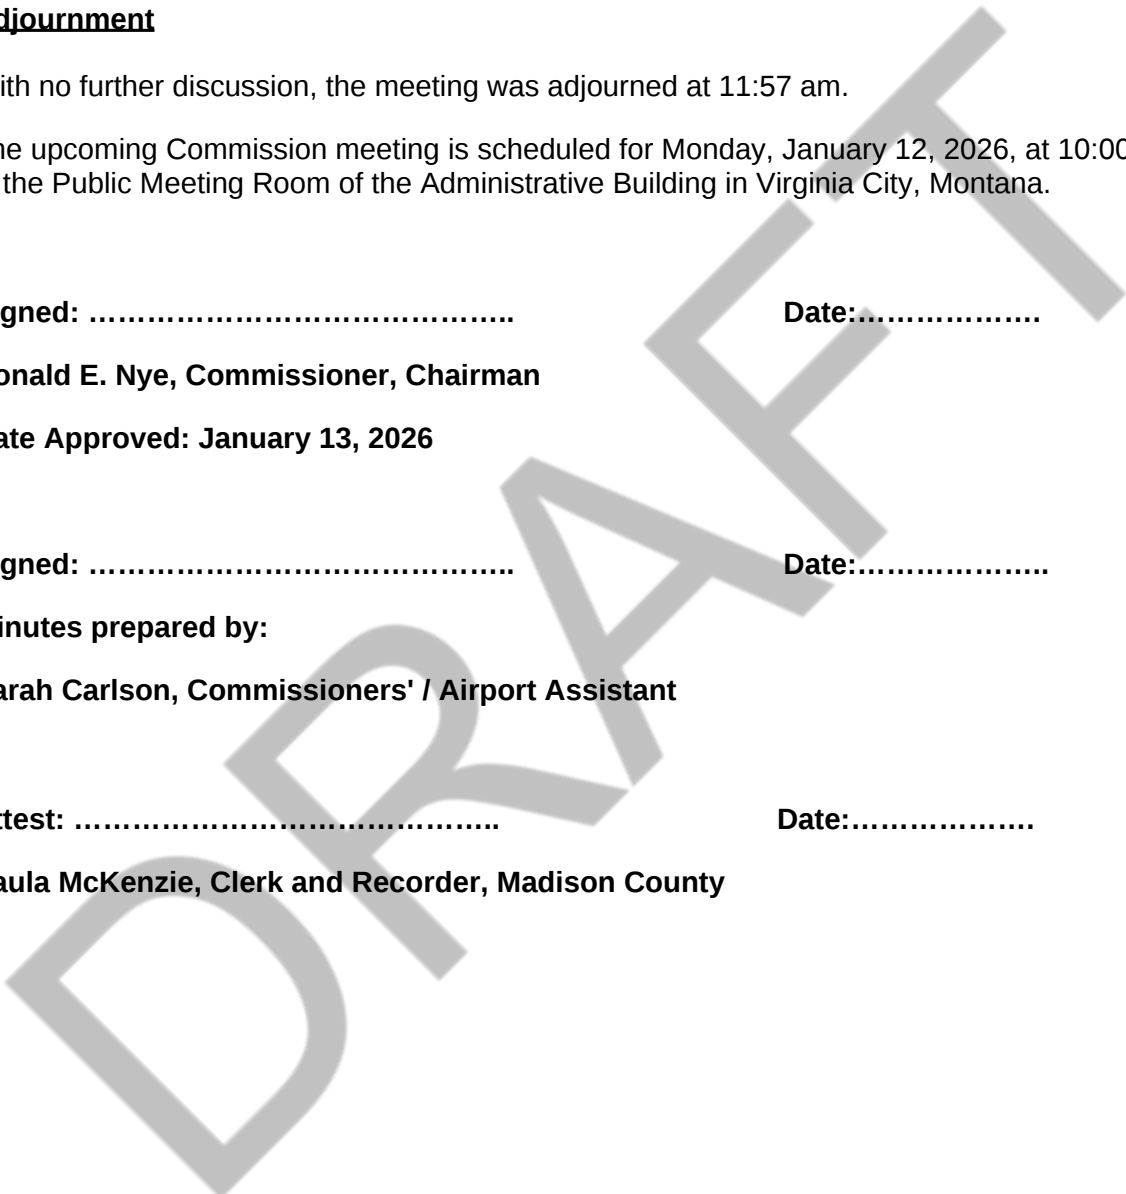 djournment
ith no further discussion, the meeting was adjourned at 11:57 am.
ne upcoming Commission meeting is scheduled for Monday, January 12, 2026, at 10:00
the Public Meeting Room of the Administrative Building in Virginia City, Montana.
gned: …………………………………….. Date:……………….
onald E. Nye, Commissioner, Chairman
ate Approved: January 13, 2026
gned: …………………………………….. Date:………………..
inutes prepared by:
arah Carlson, Commissioners' / Airport Assistant
ttest: …………………………………….. Date:……………….
aula McKenzie, Clerk and Recorder, Madison County
DRAFT